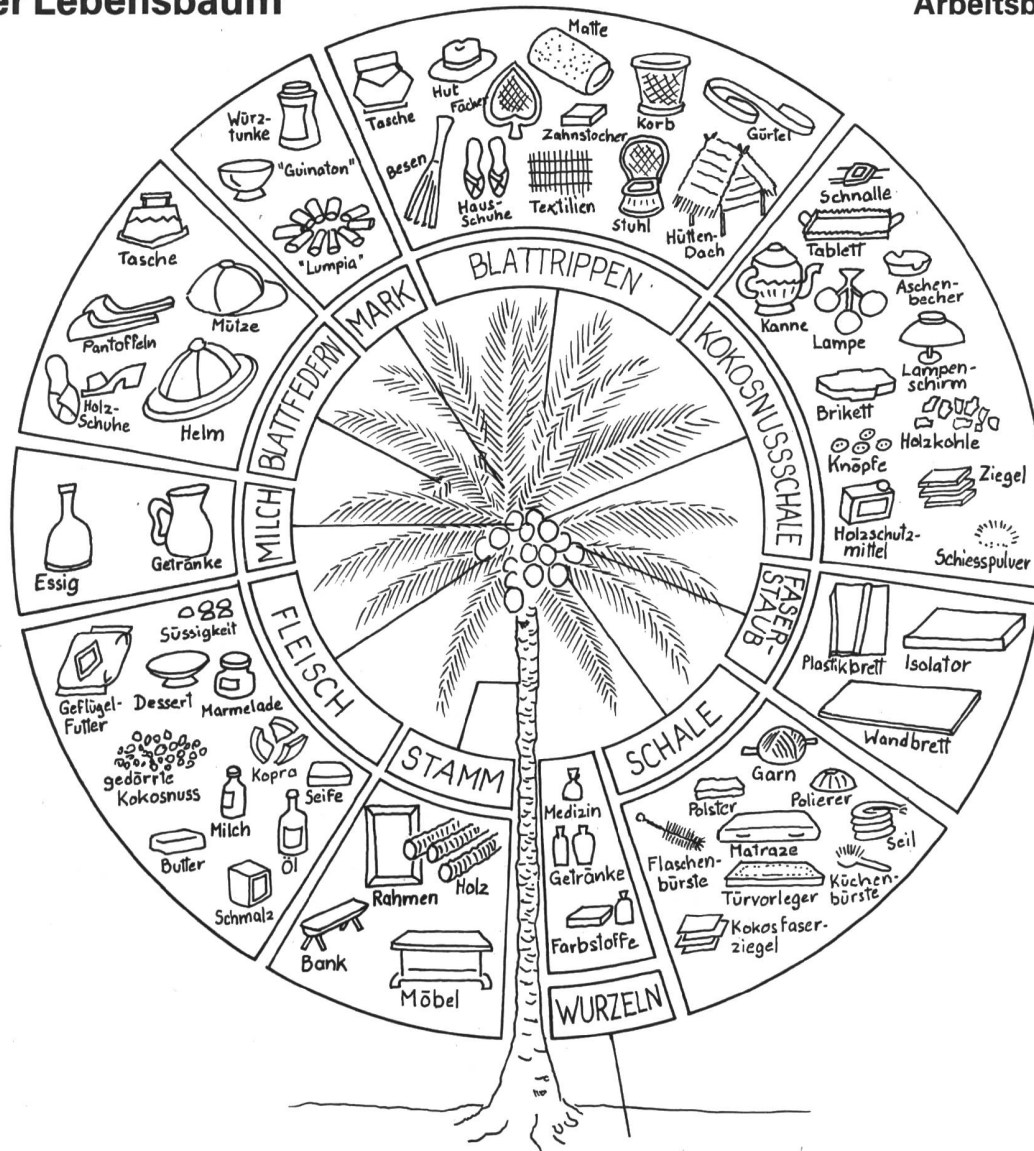 er Lebensbaum
Arbeitsb
BLATTRIPPEN
Tasche
Hut
Fächer
Matte
Zahnstocher
Korb
Gürtel
Besen
Haus-
Schuhe
Textilien
Stuhl
Hütten-
Dach
KOKOSNUSSSCHALE
Schnalle
Tablett
Kanne
Lampe
Aschen-
becher
Lampen-
schirm
Brikett
Holzkohle
Knöpfe
Ziegel
Holzschutz-
mittel
Schiesspulver
FASER-
STAUB
Plastikbrett
Isolator
Wandbrett
SCHALE
Garn
Polster
Polierer
Seil
Flaschen-
bürste
Matraze
Türvorleger
Küchen-
bürste
Kokosfaser-
ziegel
Medizin
Getränke
Farbstoffe
WURZELN
STAMM
Rahmen
Holz
Bank
Möbel
FLEISCH
Süssigkeit
Geflügel-
Futter
Dessert
Marmelade
gedörrte
Kokosnuss
Kopra
Seife
Milch
Öl
Butter
Schmalz
MILCH
Essig
Getränke
BLATTFEDERN
Tasche
Mütze
Pantoffeln
Holz-
Schuhe
Helm
MARK
Würz-
tunke
"Guinaton"
"Lumpia"